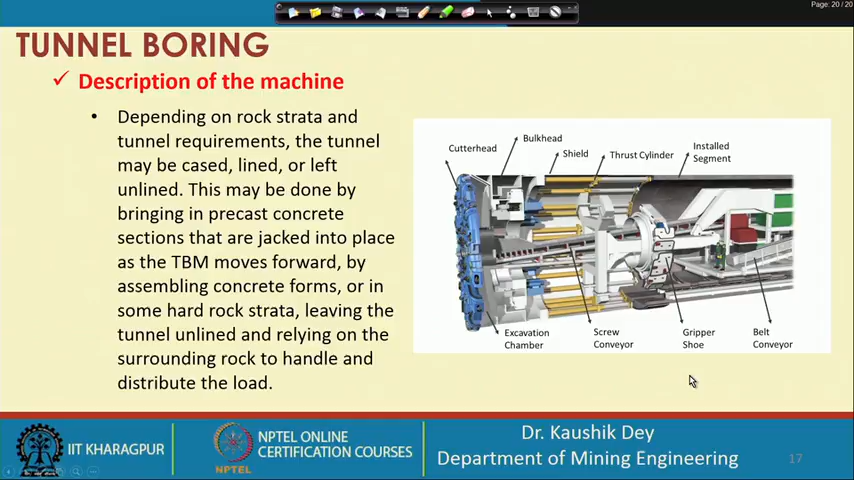 Page: 20 / 20
TUNNEL BORING
✓ Description of the machine
• Depending on rock strata and
tunnel requirements, the tunnel
may be cased, lined, or left
unlined. This may be done by
bringing in precast concrete
sections that are jacked into place
as the TBM moves forward, by
assembling concrete forms, or in
some hard rock strata, leaving the
tunnel unlined and relying on the
surrounding rock to handle and
distribute the load.
Cutterhead
Bulkhead
Shield
Thrust Cylinder
Installed
Segment
Excavation
Chamber
Screw
Conveyor
Gripper
Shoe
Belt
Conveyor
IIT KHARAGPUR
NPTEL
NPTEL ONLINE
CERTIFICATION COURSES
Dr. Kaushik Dey
Department of Mining Engineering
17